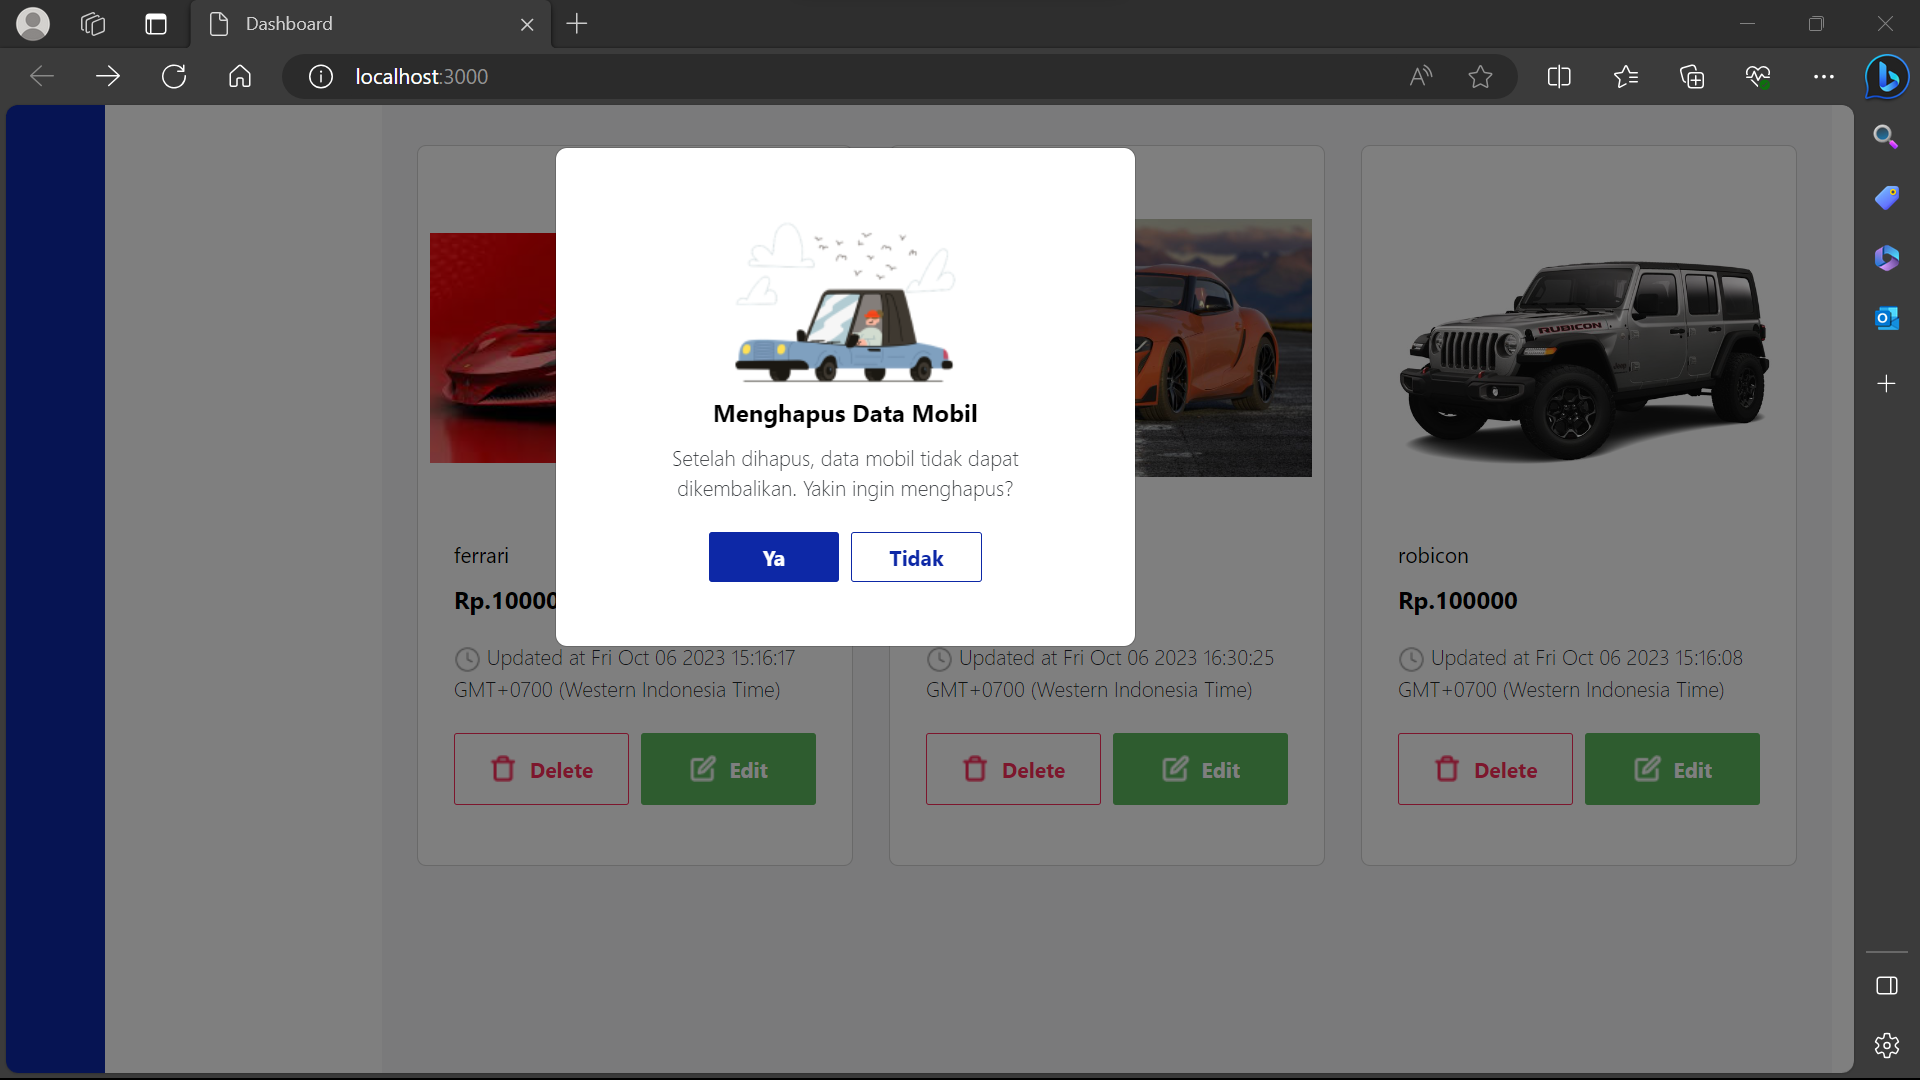 Dashboard
localhost:3000
RUBICON
Menghapus Data Mobil
Setelah dihapus, data mobil tidak dapat
dikembalikan. Yakin ingin menghapus?
Ya
Tidak
ferrari
Rp.10000
Updated at Fri Oct 06 2023 15:16:17
GMT+0700 (Western Indonesia Time)
Delete
Edit
Updated at Fri Oct 06 2023 16:30:25
GMT+0700 (Western Indonesia Time)
Delete
Edit
robicon
Rp.100000
Updated at Fri Oct 06 2023 15:16:08
GMT+0700 (Western Indonesia Time)
Delete
Edit